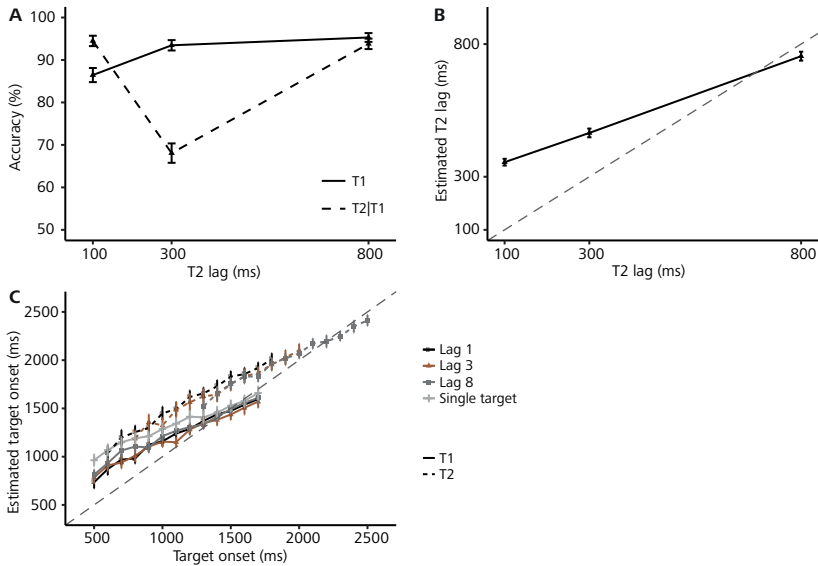 A
100
90
80
70
60
50
Accuracy (%)
T1
T2|T1
100
300
800
T2 lag (ms)
B
800
300
100
Estimated T2 lag (ms)
100
300
800
T2 lag (ms)
C
2500
2000
1500
1000
500
Estimated target onset (ms)
500
1000
1500
2000
2500
Target onset (ms)
Lag 1
Lag 3
Lag 8
Single target
T1
T2